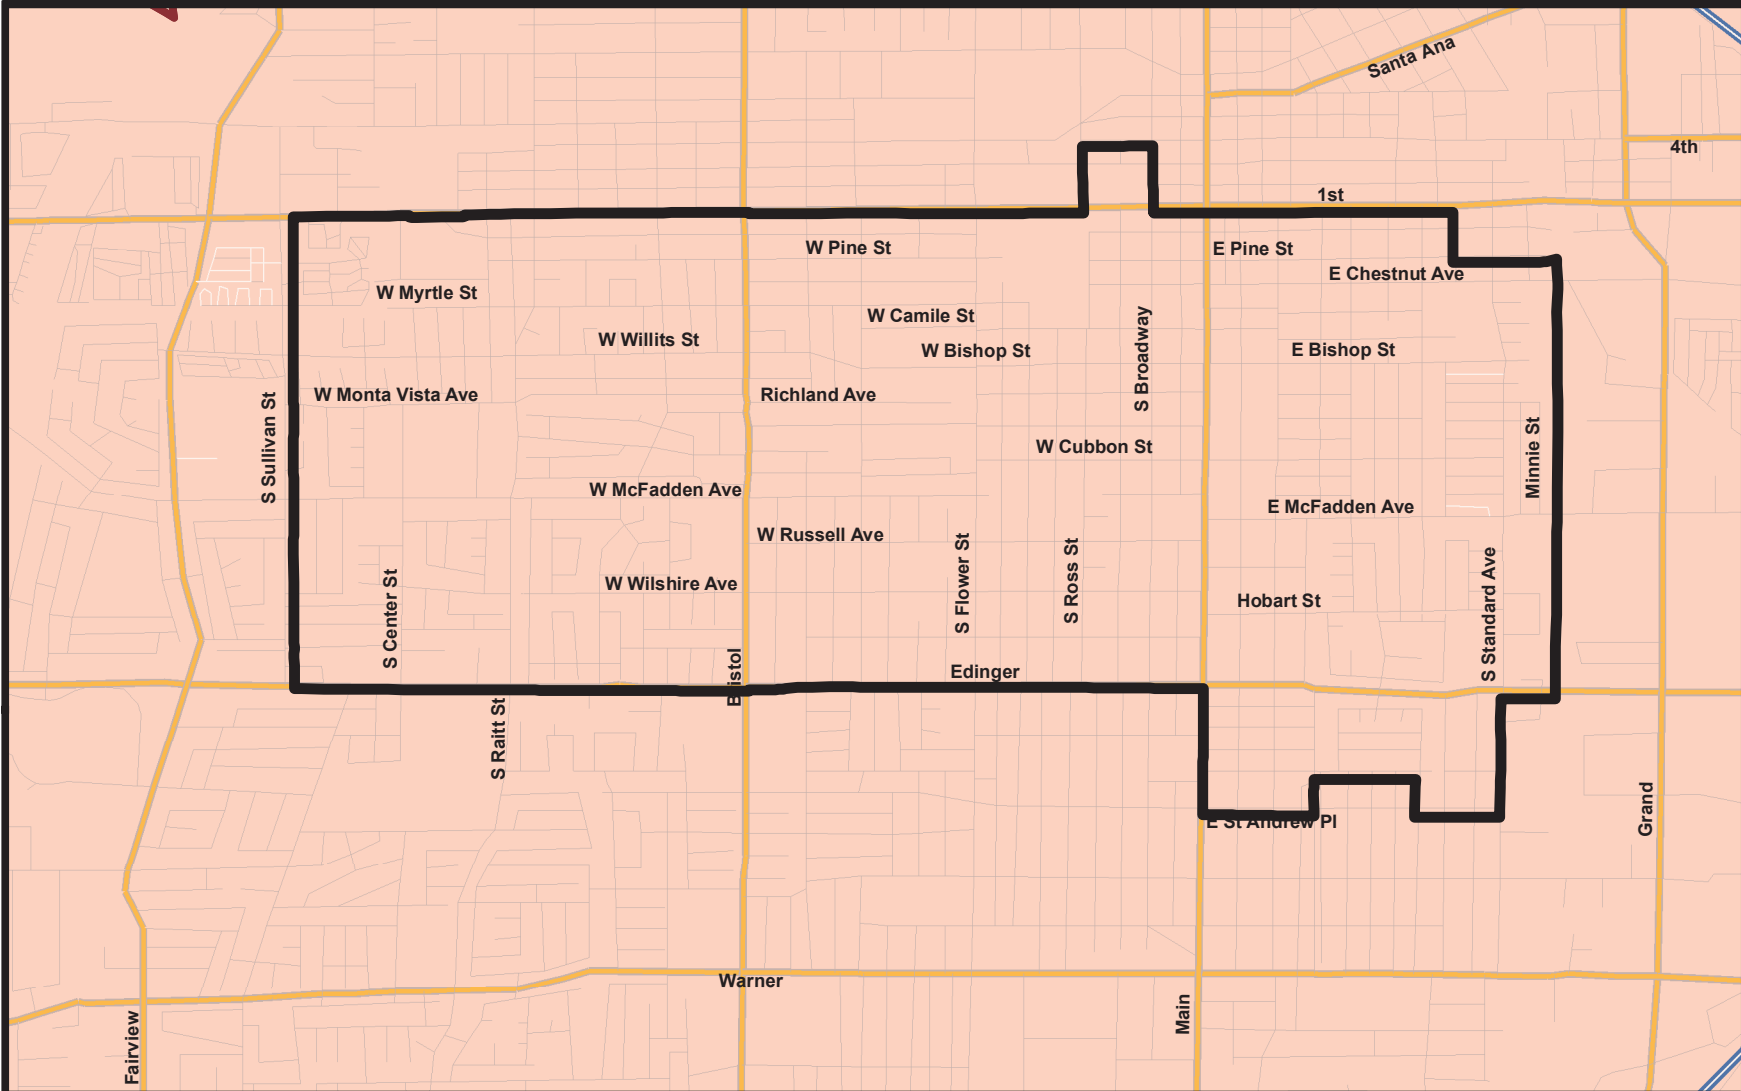 Santa Ana
4th
1st
W Pine St
E Pine St
E Chestnut Ave
W Myrtle St
W Camile St
W Willits St
W Bishop St
E Bishop St
S Broadway
W Monta Vista Ave
Richland Ave
S Sullivan St
W Cubbon St
Minnie St
W McFadden Ave
E McFadden Ave
W Russell Ave
S Flower St
S Ross St
S Center St
W Wilshire Ave
Hobart St
S Standard Ave
Edinger
Bristol
S Raitt St
E St Andrew Pl
Grand
Warner
Main
Fairview